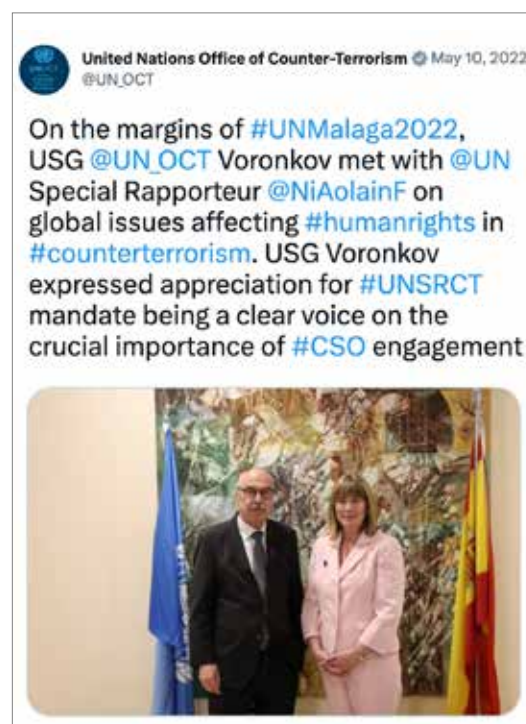 United Nations Office of Counter-Terrorism May 10, 2022
@UN_OCT
On the margins of #UNMalaga2022,
USG @UN_OCT Voronkov met with @UN
Special Rapporteur @NiAolainF on
global issues affecting #humanrights in
#counterterrorism. USG Voronkov
expressed appreciation for #UNSRCT
mandate being a clear voice on the
crucial importance of #CSO engagement